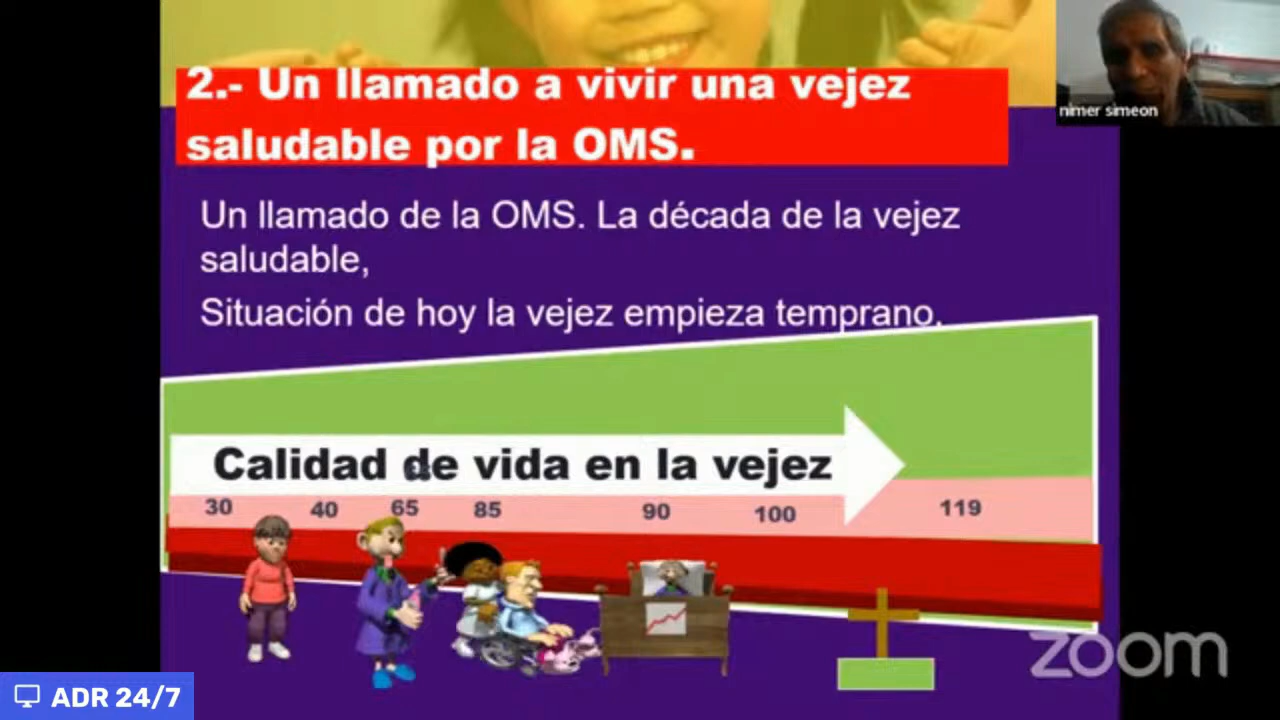 2.- Un llamado a vivir una vejez
saludable por la OMS.
nimer simeon
Un llamado de la OMS. La década de la vejez
saludable,
Situación de hoy la vejez empieza temprano.
Calidad de vida en la vejez
30 40 65 85 90 100 119
zoom
ADR 24/7